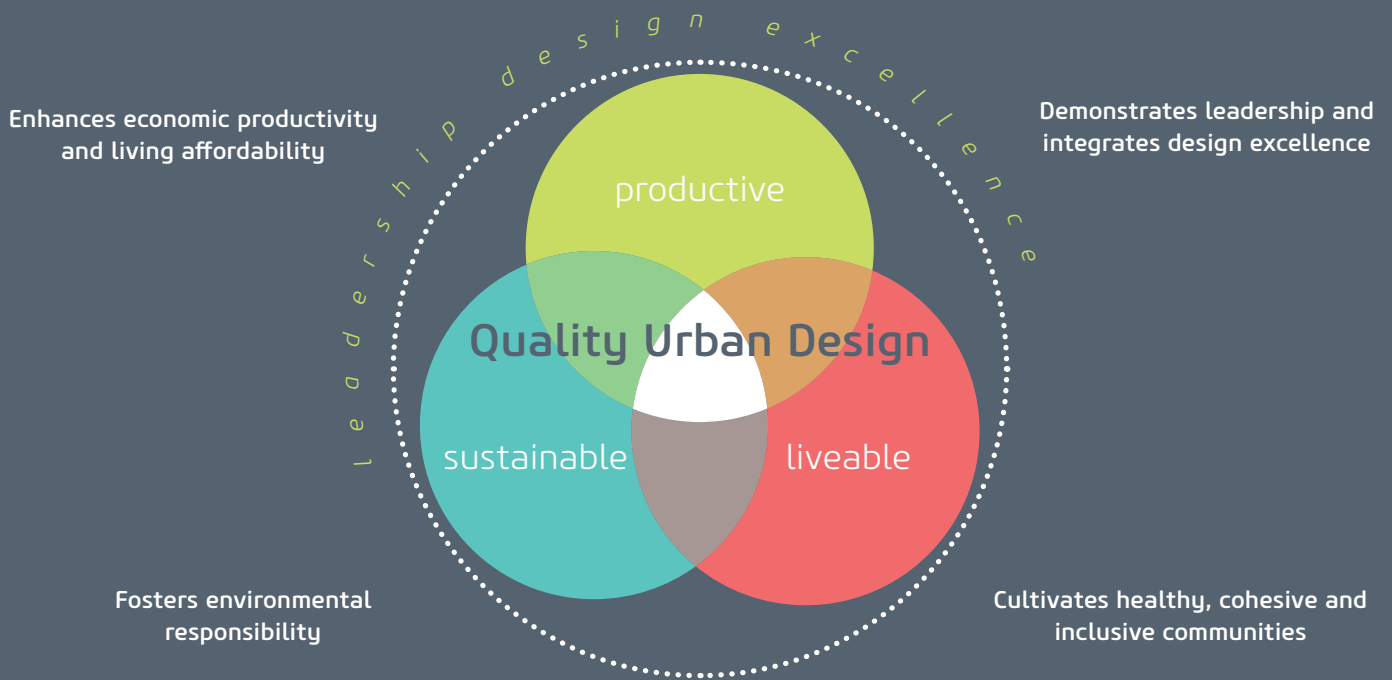 leadership design excellence
Enhances economic productivity
and living affordability
Demonstrates leadership and
integrates design excellence
productive
Quality Urban Design
sustainable
liveable
Fosters environmental
responsibility
Cultivates healthy, cohesive and
inclusive communities